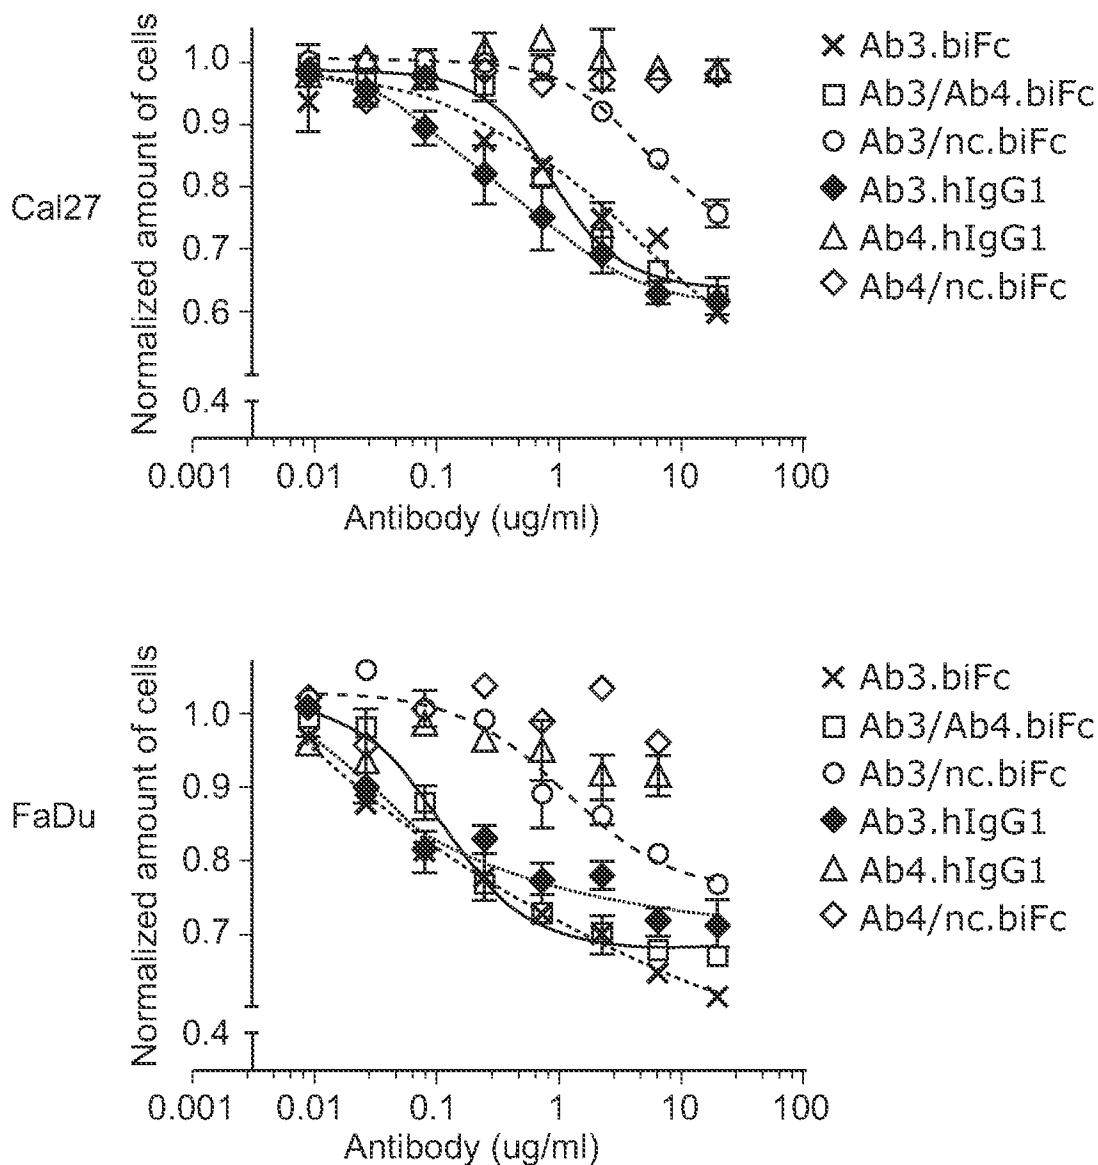 Cal27
Normalized amount of cells
1.0
0.9
0.8
0.7
0.6
0.4
0.001 0.01 0.1 1 10 100
Antibody (ug/ml)
Ab3.biFc
Ab3/Ab4.biFc
Ab3/nc.biFc
Ab3.hIgG1
Ab4.hIgG1
Ab4/nc.biFc
FaDu
Normalized amount of cells
1.0
0.9
0.8
0.7
0.4
0.001 0.01 0.1 1 10 100
Antibody (ug/ml)
Ab3.biFc
Ab3/Ab4.biFc
Ab3/nc.biFc
Ab3.hIgG1
Ab4.hIgG1
Ab4/nc.biFc